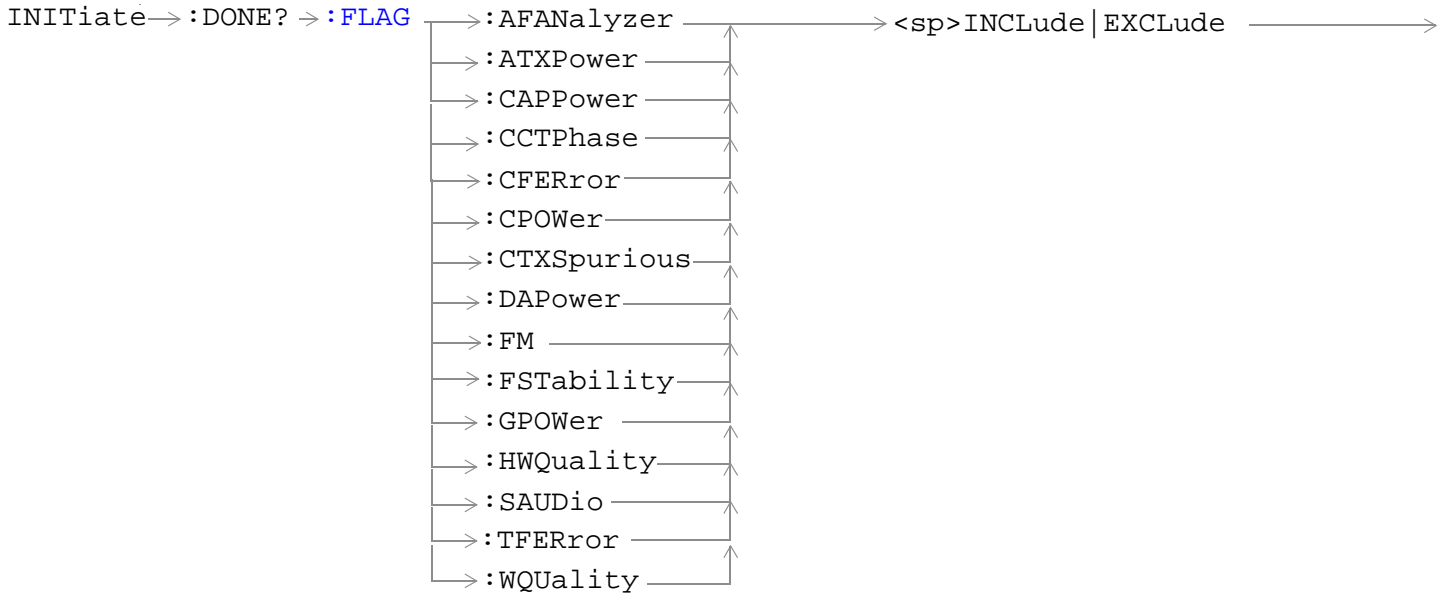 INITiate :DONE? :FLAG :AFANalyzer <sp>INCLude|EXCLude
:ATXPower
:CAPPower
:CCTPhase
:CFERror
:CPOWer
:CTXSpurious
:DAPower
:FM
:FSTability
:GPOWer
:HWQuality
:SAUDio
:TFERror
:WQUality